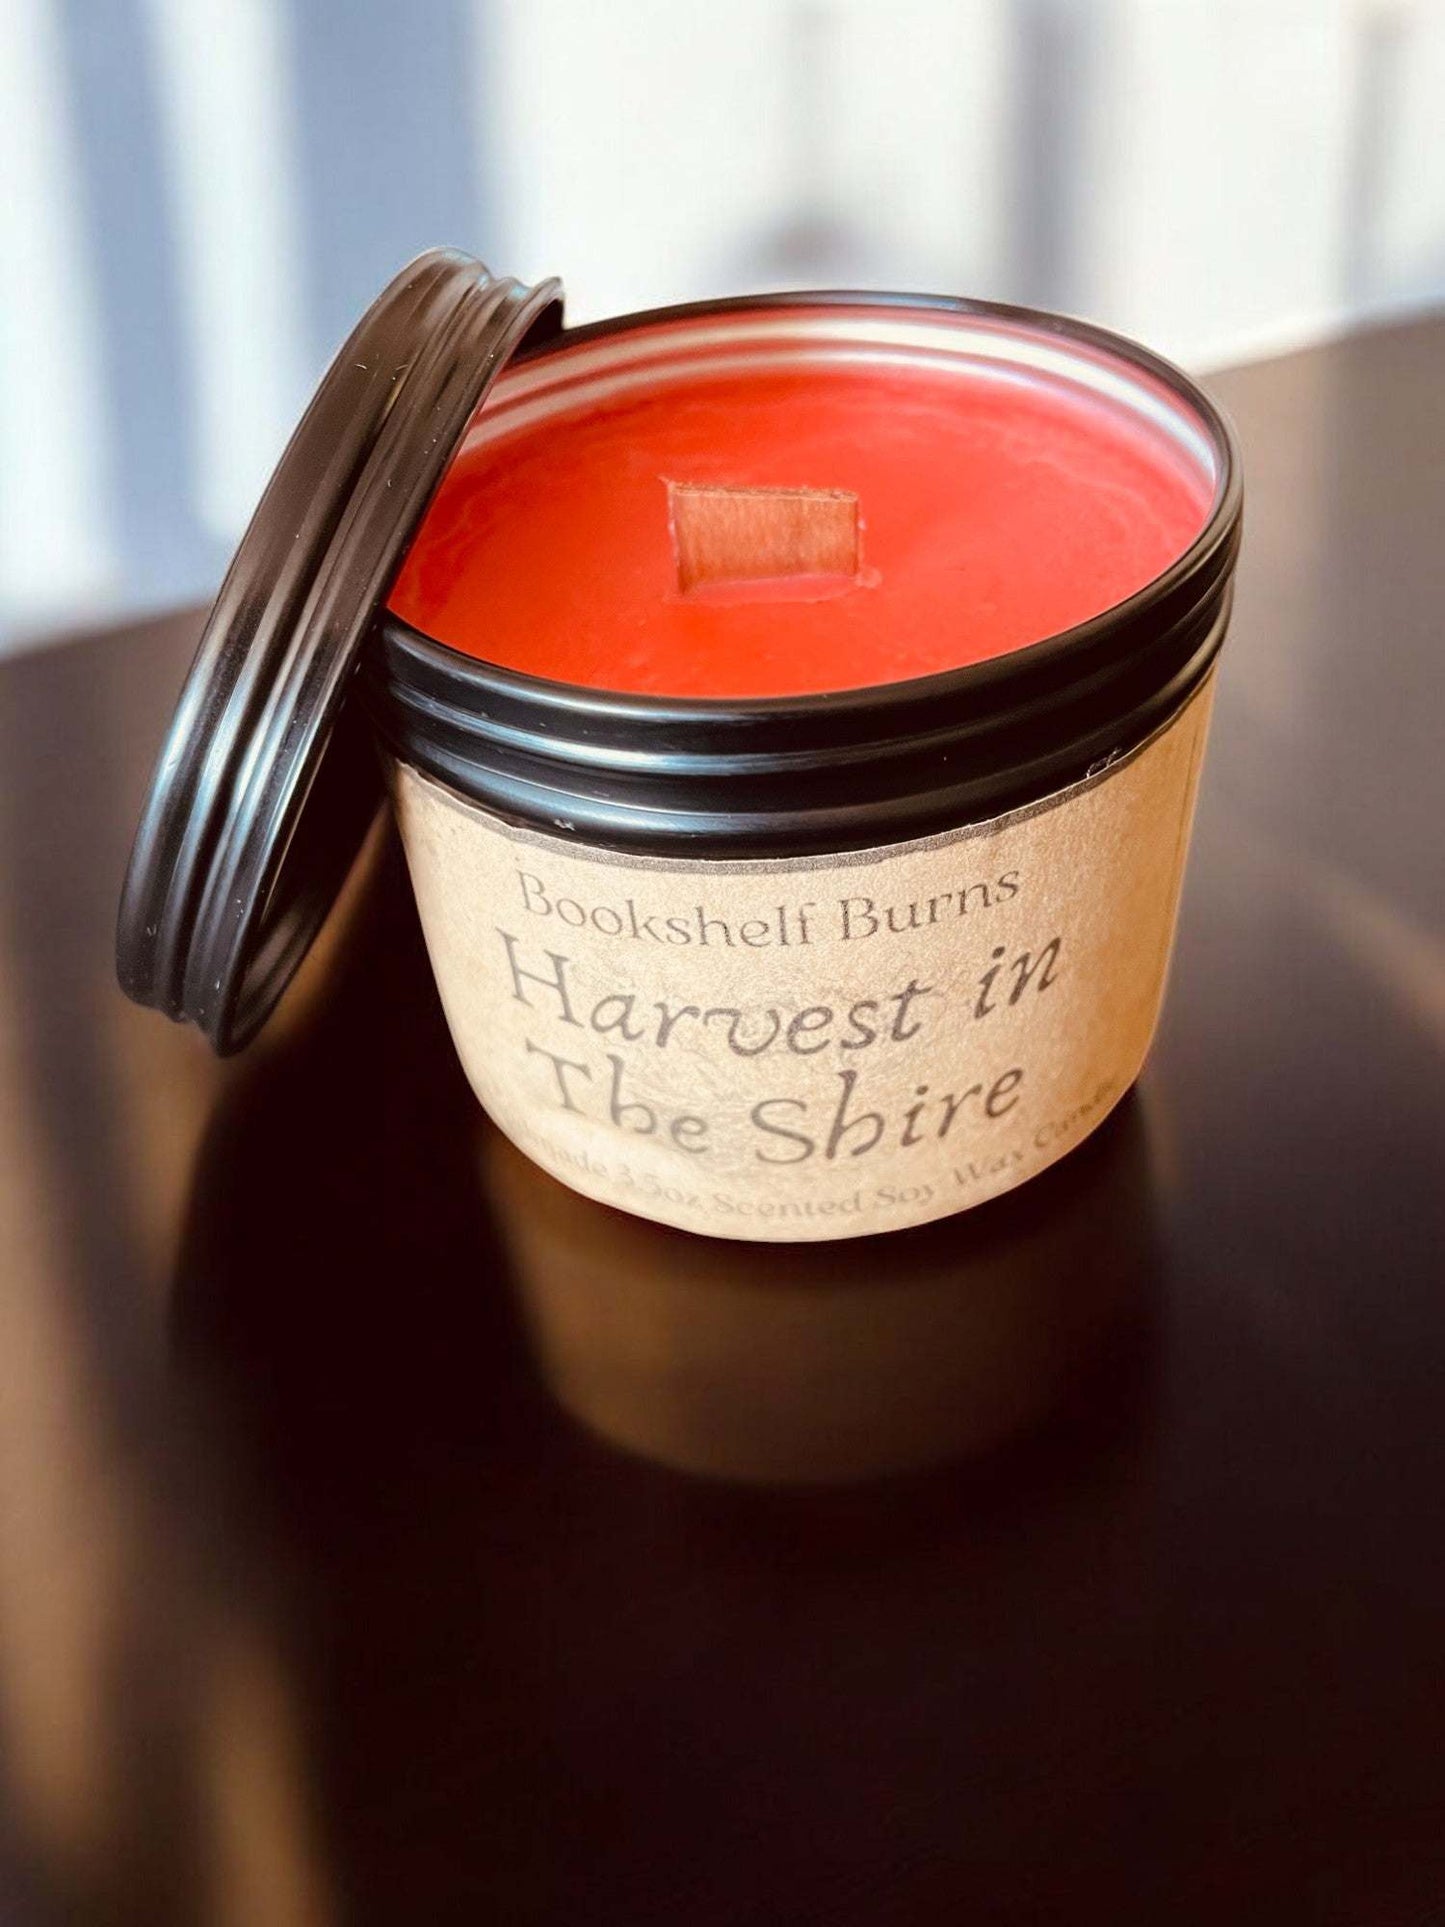 Bookshelf Burns
Harvest in
The Shire
3.5oz Scented Soy Wax